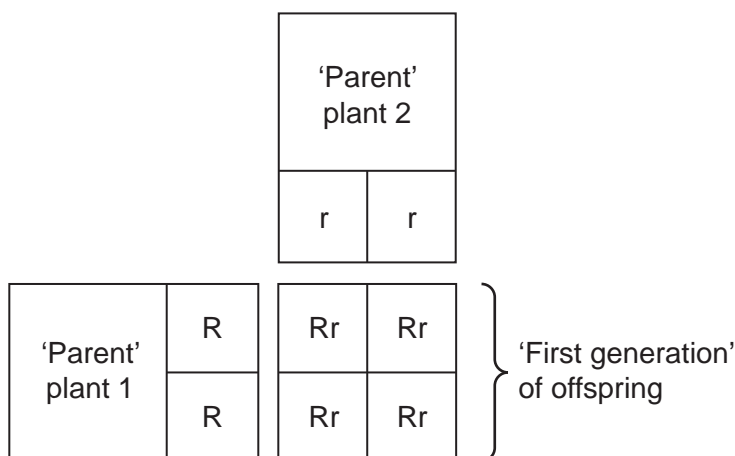 ‘Parent’
plant 2
r r
R Rr Rr
‘Parent’
plant 1
‘First generation’
of offspring
R Rr Rr